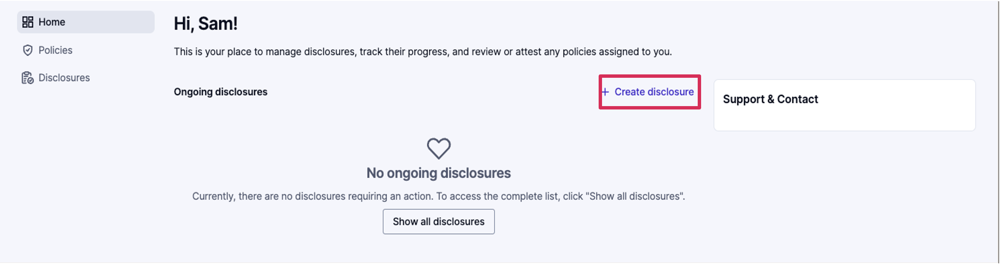 Home
Policies
Disclosures
Hi, Sam!
This is your place to manage disclosures, track their progress, and review or attest any policies assigned to you.
Ongoing disclosures
+ Create disclosure
Support & Contact
No ongoing disclosures
Currently, there are no disclosures requiring an action. To access the complete list, click "Show all disclosures".
Show all disclosures